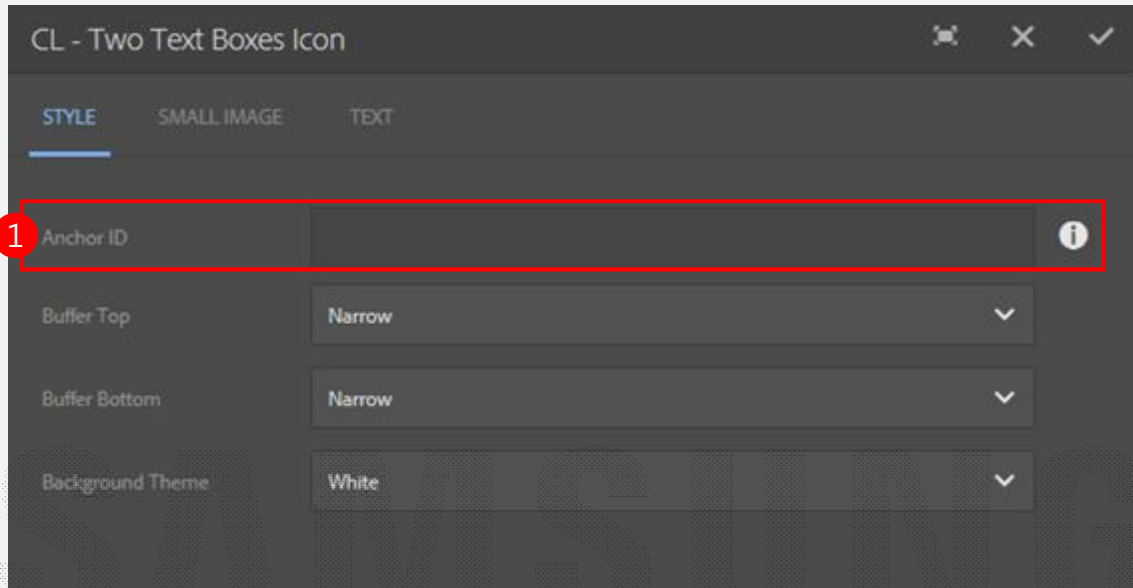 CL - Two Text Boxes Icon
STYLE SMALL IMAGE TEXT
1 Anchor ID
Buffer Top Narrow
Buffer Bottom Narrow
Background Theme White
SAMSUNG